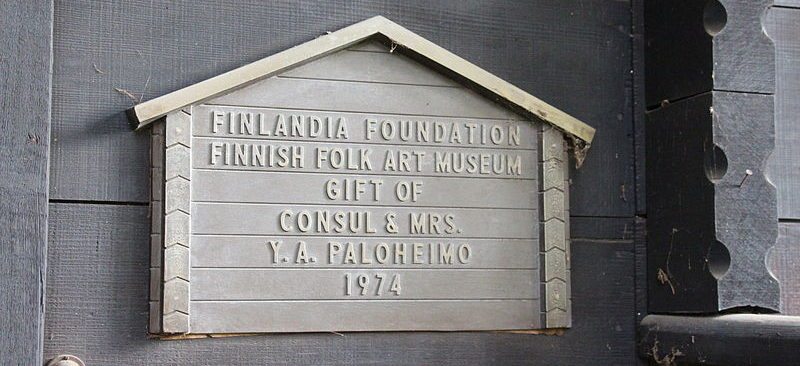 FINLANDIA FOUNDATION
FINNISH FOLK ART MUSEUM
GIFT OF
CONSUL & MRS.
Y. A. PALOHEIMO
1974